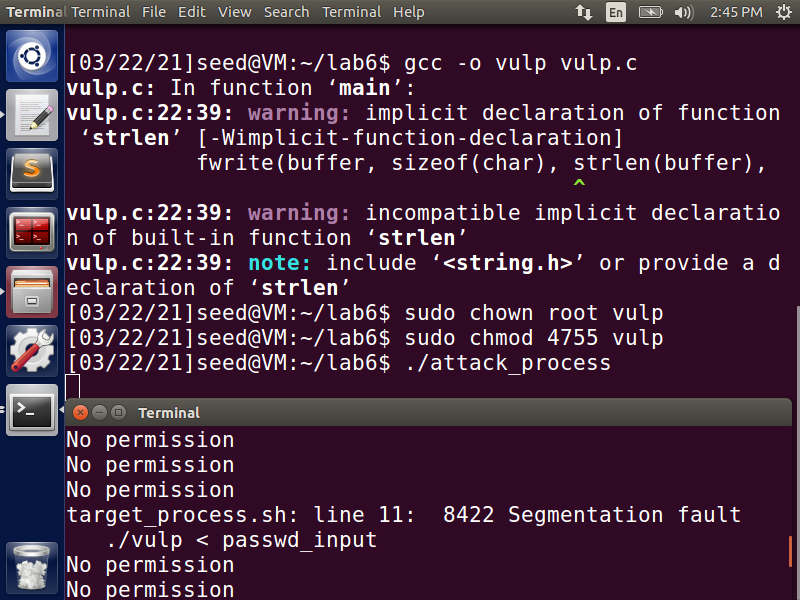 Terminal Terminal File Edit View Search Terminal Help En 2:45 PM
[03/22/21]seed@VM:~/lab6$ gcc -o vulp vulp.c
vulp.c: In function ‘main’:
vulp.c:22:39: warning: implicit declaration of function
‘strlen’ [-Wimplicit-function-declaration]
fwrite(buffer, sizeof(char), strlen(buffer),
^
vulp.c:22:39: warning: incompatible implicit declaratio
n of built-in function ‘strlen’
vulp.c:22:39: note: include ‘<string.h>’ or provide a d
eclaration of ‘strlen’
[03/22/21]seed@VM:~/lab6$ sudo chown root vulp
[03/22/21]seed@VM:~/lab6$ sudo chmod 4755 vulp
[03/22/21]seed@VM:~/lab6$ ./attack_process
Terminal
No permission
No permission
No permission
target_process.sh: line 11:  8422 Segmentation fault
./vulp < passwd_input
No permission
No permission